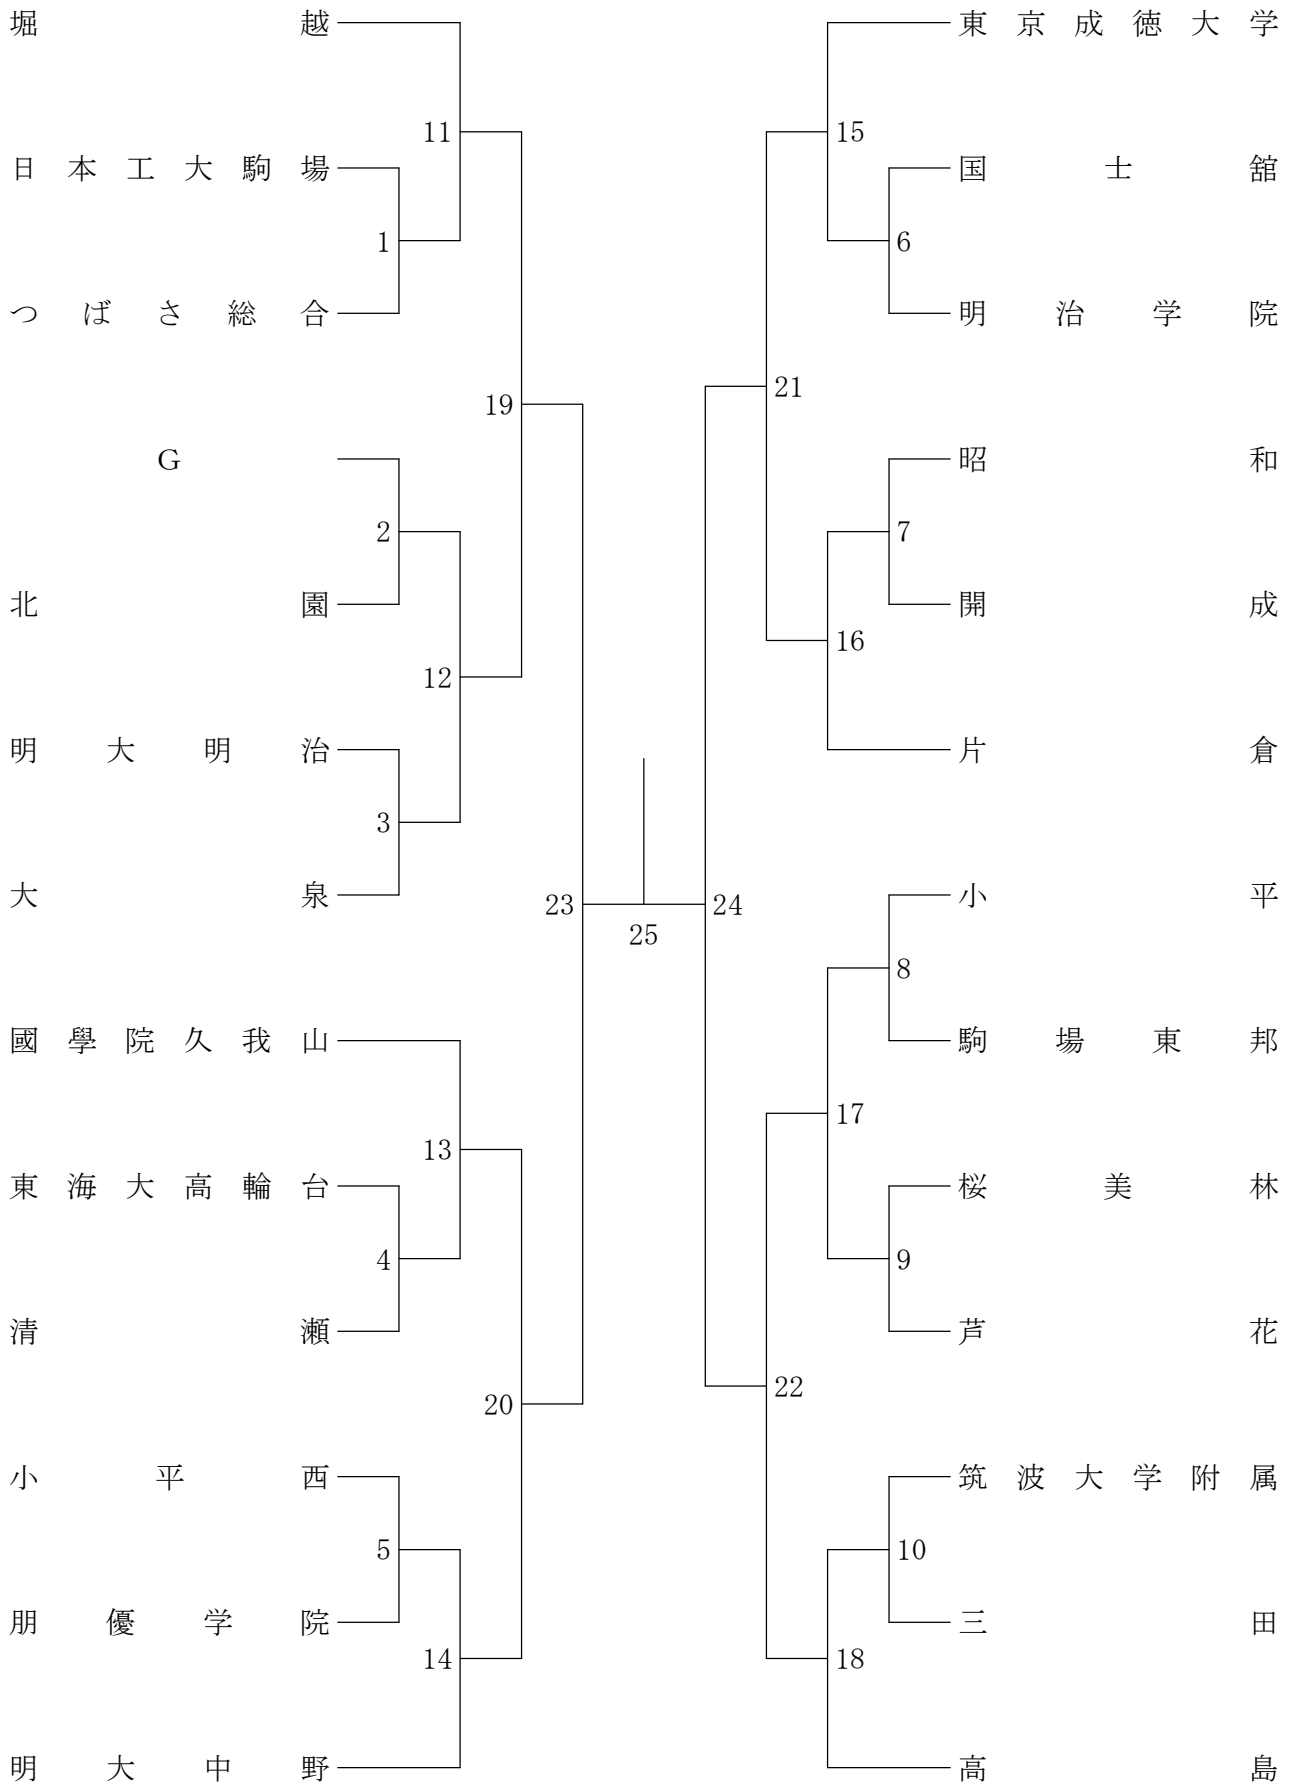 堀越
日本工大駒場
つばさ総合
G
北園
明大明治
大泉
國學院久我山
東海大高輪台
清瀬
小平西
朋優学院
明大中野
11
1
19
2
12
3
23
13
4
20
5
14
25
東京成徳大学
国士舘
明治学院
昭和
開成
片倉
小平
駒場東邦
桜美林
芦花
筑波大学附属
三田
高島
15
6
21
7
16
24
8
17
9
22
10
18